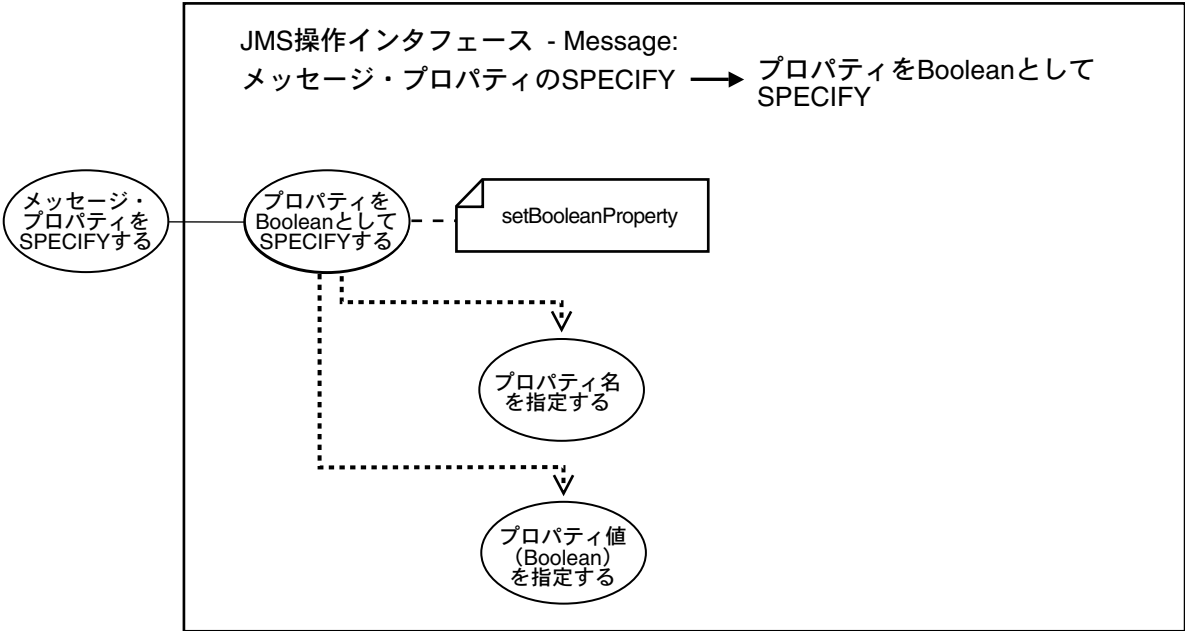 JMS操作インタフェース - Message:
メッセージ・プロパティのSPECIFY
プロパティをBooleanとして
SPECIFY
メッセージ・
プロパティを
SPECIFYする
プロパティを
Booleanとして
SPECIFYする
setBooleanProperty
プロパティ名
を指定する
プロパティ値
（Boolean）
を指定する